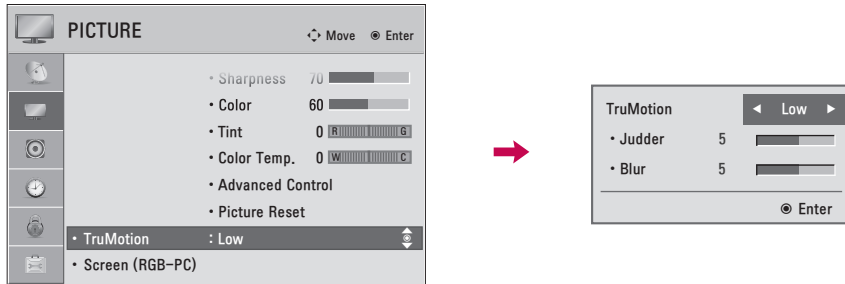 PICTURE
Move Enter
• Sharpness 70
• Color 60
• Tint 0 R G
• Color Temp. 0 W C
• Advanced Control
• Picture Reset
• TruMotion : Low
• Screen (RGB-PC)
TruMotion ◄ Low ►
• Judder 5
• Blur 5
Enter